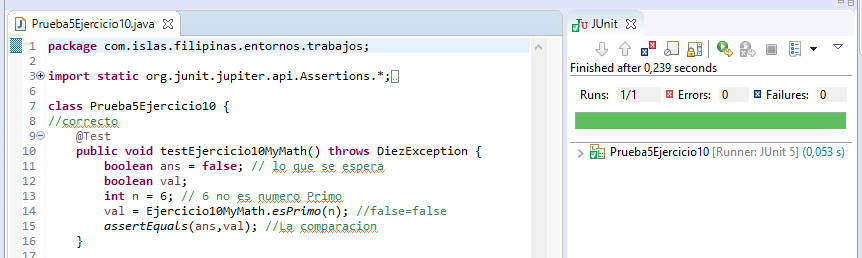 Prueba5Ejercicio10.java
1 package com.islas.filipinas.entornos.trabajos;
2
3 import static org.junit.jupiter.api.Assertions.*;
6
7 class Prueba5Ejercicio10 {
8 //correcto
9 @Test
10 public void testEjercicio10MyMath() throws DiezException {
11 boolean ans = false; // lo que se espera
12 boolean val;
13 int n = 6; // 6 no es numero Primo
14 val = Ejercicio10MyMath.esPrimo(n); //false=false
15 assertEquals(ans,val); //La comparacion
16 }
17
JUnit
Finished after 0,239 seconds
Runs: 1/1 Errors: 0 Failures: 0
Prueba5Ejercicio10 [Runner: JUnit 5] (0,053 s)